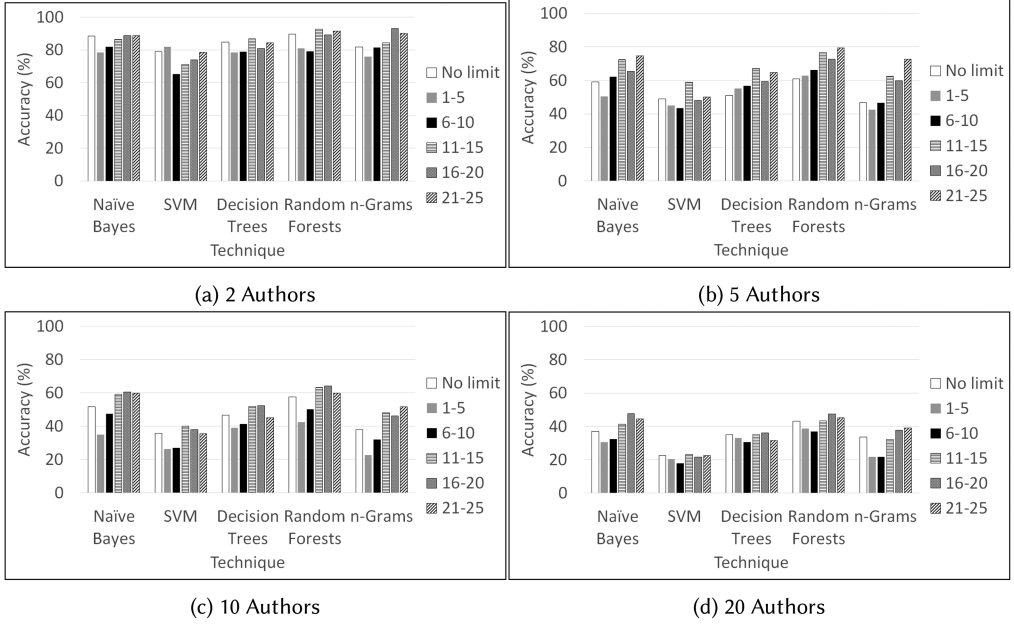 100
80
60
40
20
0
Accuracy (%)
Naïve Bayes
SVM
Decision Trees
Random Forests
n-Grams
Technique
No limit
1-5
6-10
11-15
16-20
21-25
(a) 2 Authors
100
80
60
40
20
0
Accuracy (%)
Naïve Bayes
SVM
Decision Trees
Random Forests
n-Grams
Technique
No limit
1-5
6-10
11-15
16-20
21-25
(b) 5 Authors
100
80
60
40
20
0
Accuracy (%)
Naïve Bayes
SVM
Decision Trees
Random Forests
n-Grams
Technique
No limit
1-5
6-10
11-15
16-20
21-25
(c) 10 Authors
100
80
60
40
20
0
Accuracy (%)
Naïve Bayes
SVM
Decision Trees
Random Forests
n-Grams
Technique
No limit
1-5
6-10
11-15
16-20
21-25
(d) 20 Authors